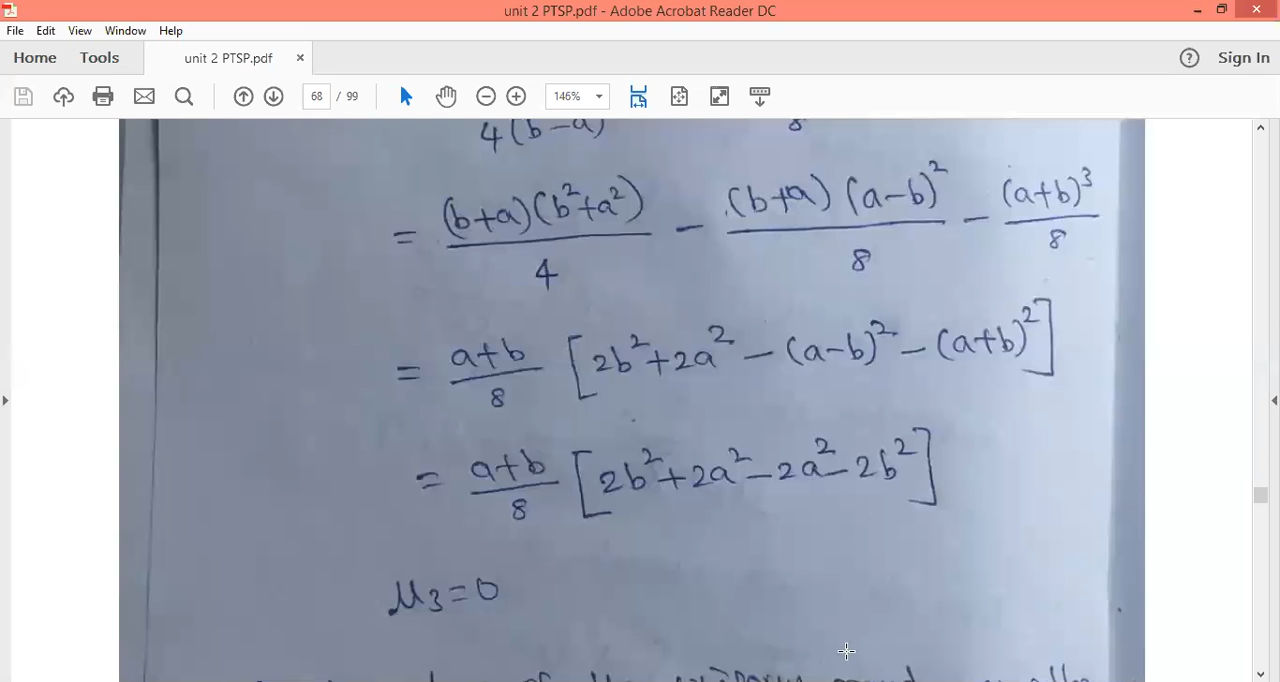 unit 2 PTSP.pdf - Adobe Acrobat Reader DC
File Edit View Window Help
Home Tools unit 2 PTSP.pdf × ? Sign In
68 / 99 146%
4(b-a) 8
= (b+a)(b²+a²)/4 - (b+a)(a-b)²/8 - (a+b)³/8
= a+b/8 [2b²+2a²-(a-b)²-(a+b)²]
= a+b/8 [2b²+2a²-2a²-2b²]
μ₃=0